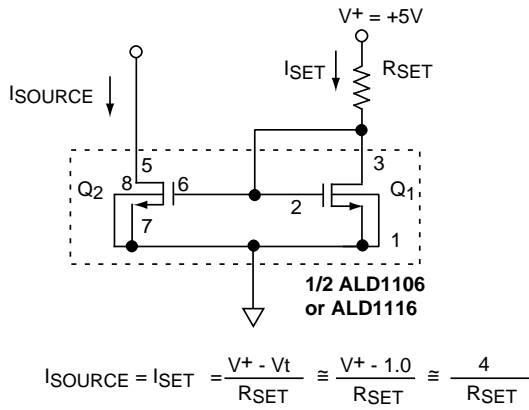 V+ = +5V
ISET
RSET
ISOURCE
5
3
Q2
8
6
2
Q1
7
1
1/2 ALD1106
or ALD1116
ISOURCE = ISET = V+ - Vt / RSET ≅ V+ - 1.0 / RSET ≅ 4 / RSET